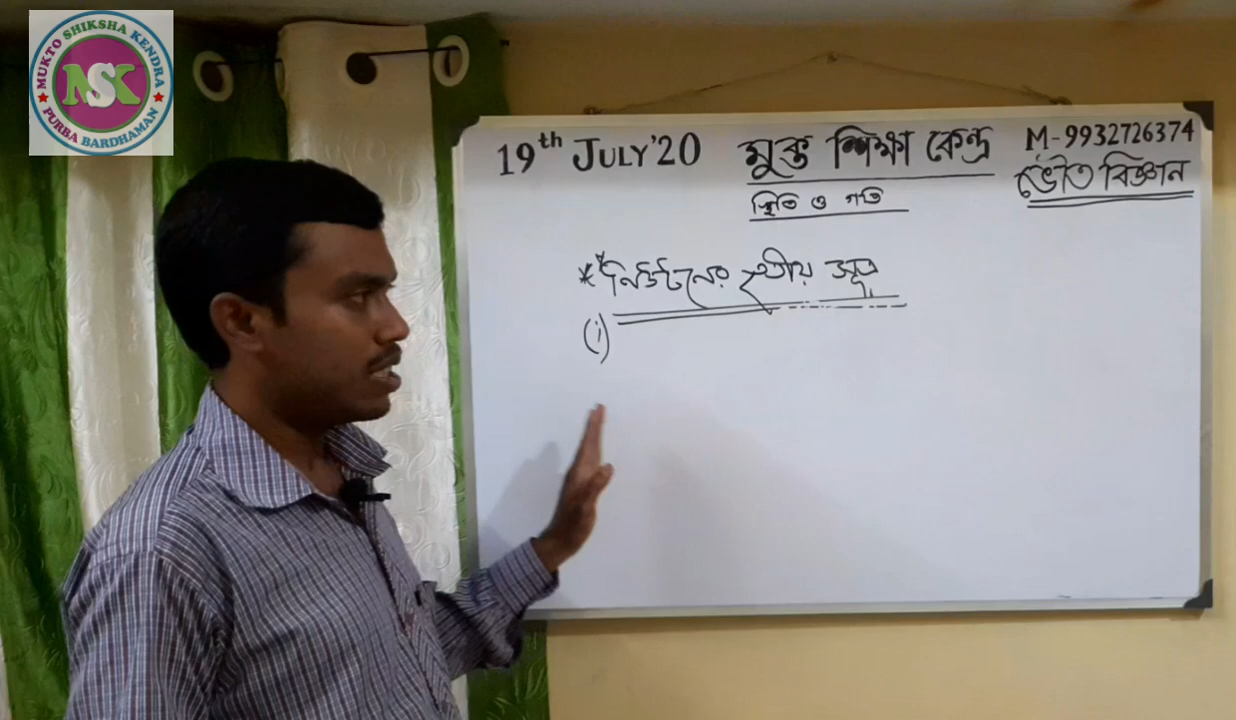 MUKTO SHIKSHA KENDRA
MSK
PURBA BARDHAMAN
19th JULY'20
মুক্ত শিক্ষা কেন্দ্র
M-9932726374
ভৌত বিজ্ঞান
স্থিতি ও গতি
** নিউটনের তৃতীয় সূত্র
(i)